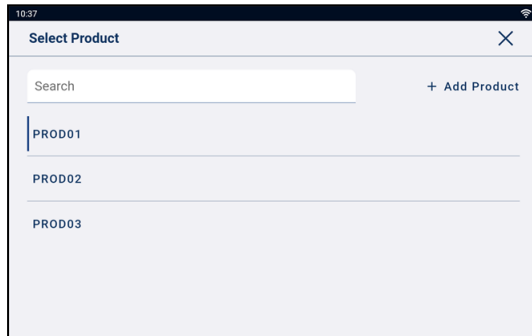 10:37
Select Product
Search
+ Add Product
PROD01
PROD02
PROD03